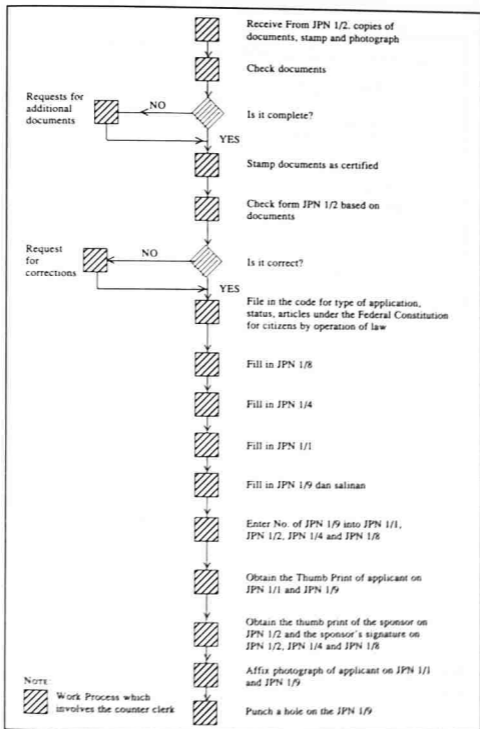 Receive From JPN 1/2. copies of
documents, stamp and photograph
Check documents
Requests for
additional
documents
NO
Is it complete?
YES
Stamp documents as certified
Check form JPN 1/2 based on
documents
Request
for
corrections
NO
Is it correct?
YES
File in the code for type of application,
status, articles under the Federal Constitution
for citizens by operation of law
Fill in JPN 1/8
Fill in JPN 1/4
Fill in JPN 1/1
Fill in JPN 1/9 dan salinan
Enter No. of JPN 1/9 into JPN 1/1,
JPN 1/2, JPN 1/4 and JPN 1/8
Obtain the Thumb Print of applicant on
JPN 1/1 and JPN 1/9
Obtain the thumb print of the sponsor on
JPN 1/2 and the sponsor's signature on
JPN 1/2, JPN 1/4 and JPN 1/8
Affix photograph of applicant on JPN 1/1
and JPN 1/9
Punch a hole on the JPN 1/9
NOTE:
Work Process which
involves the counter clerk